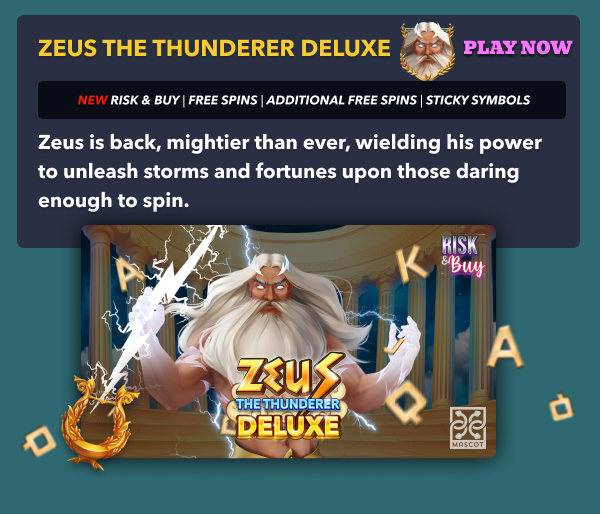 ZEUS THE THUNDERER DELUXE
PLAY NOW
NEW RISK & BUY | FREE SPINS | ADDITIONAL FREE SPINS | STICKY SYMBOLS
Zeus is back, mightier than ever, wielding his power
to unleash storms and fortunes upon those daring
enough to spin.
RISK
& Buy
A
K
J
Q
A
ZEUS
THE THUNDERER
DELUXE
MASCOT